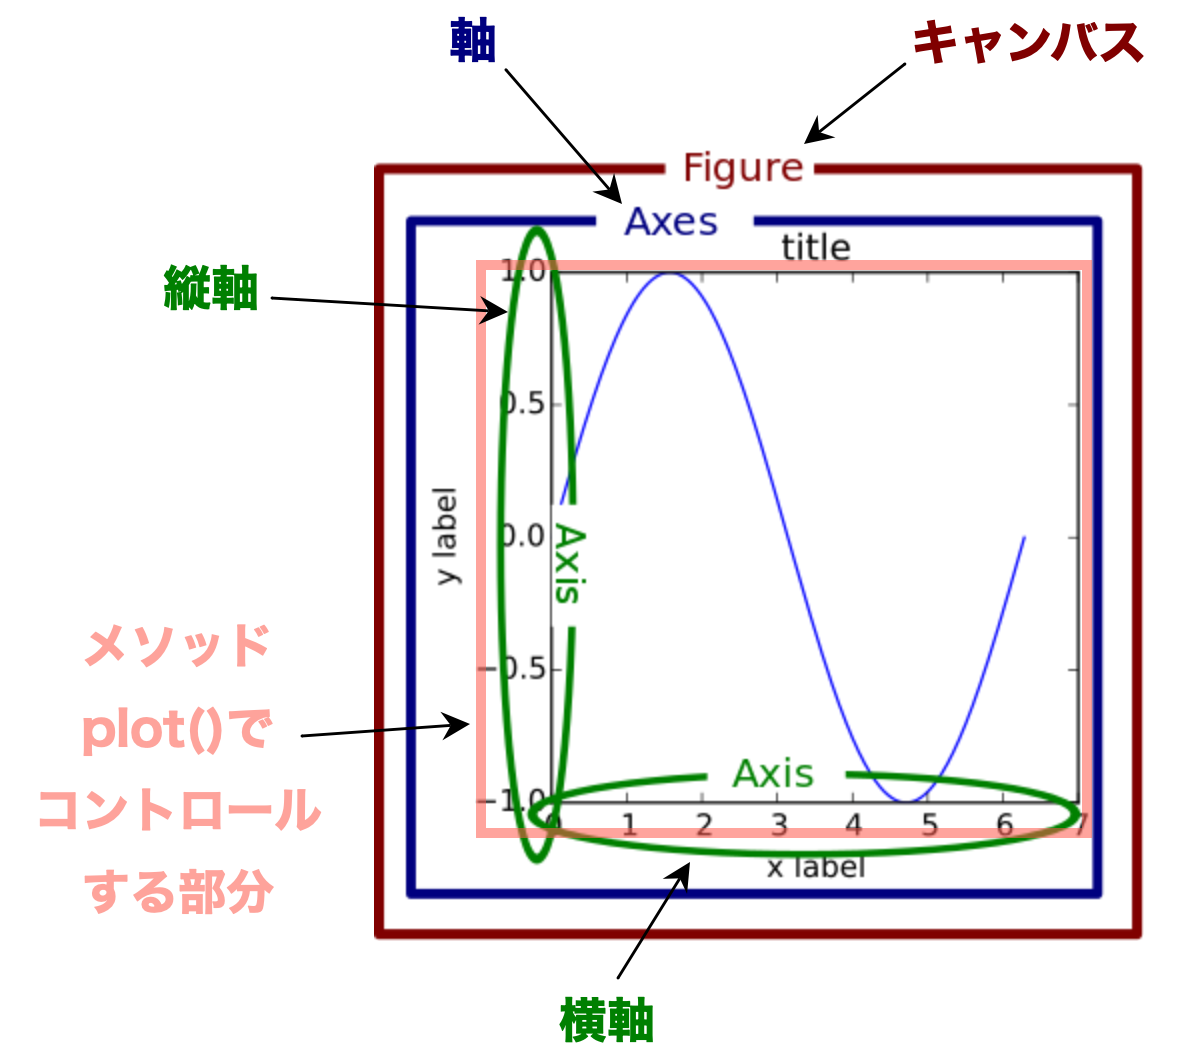 軸
キャンバス
Figure
Axes
title
縦軸
1.0
0.5
0.0
−0.5
−1.0
y label
Axis
メソッド
plot()で
コントロール
する部分
Axis
0 1 2 3 4 5 6 7
x label
横軸